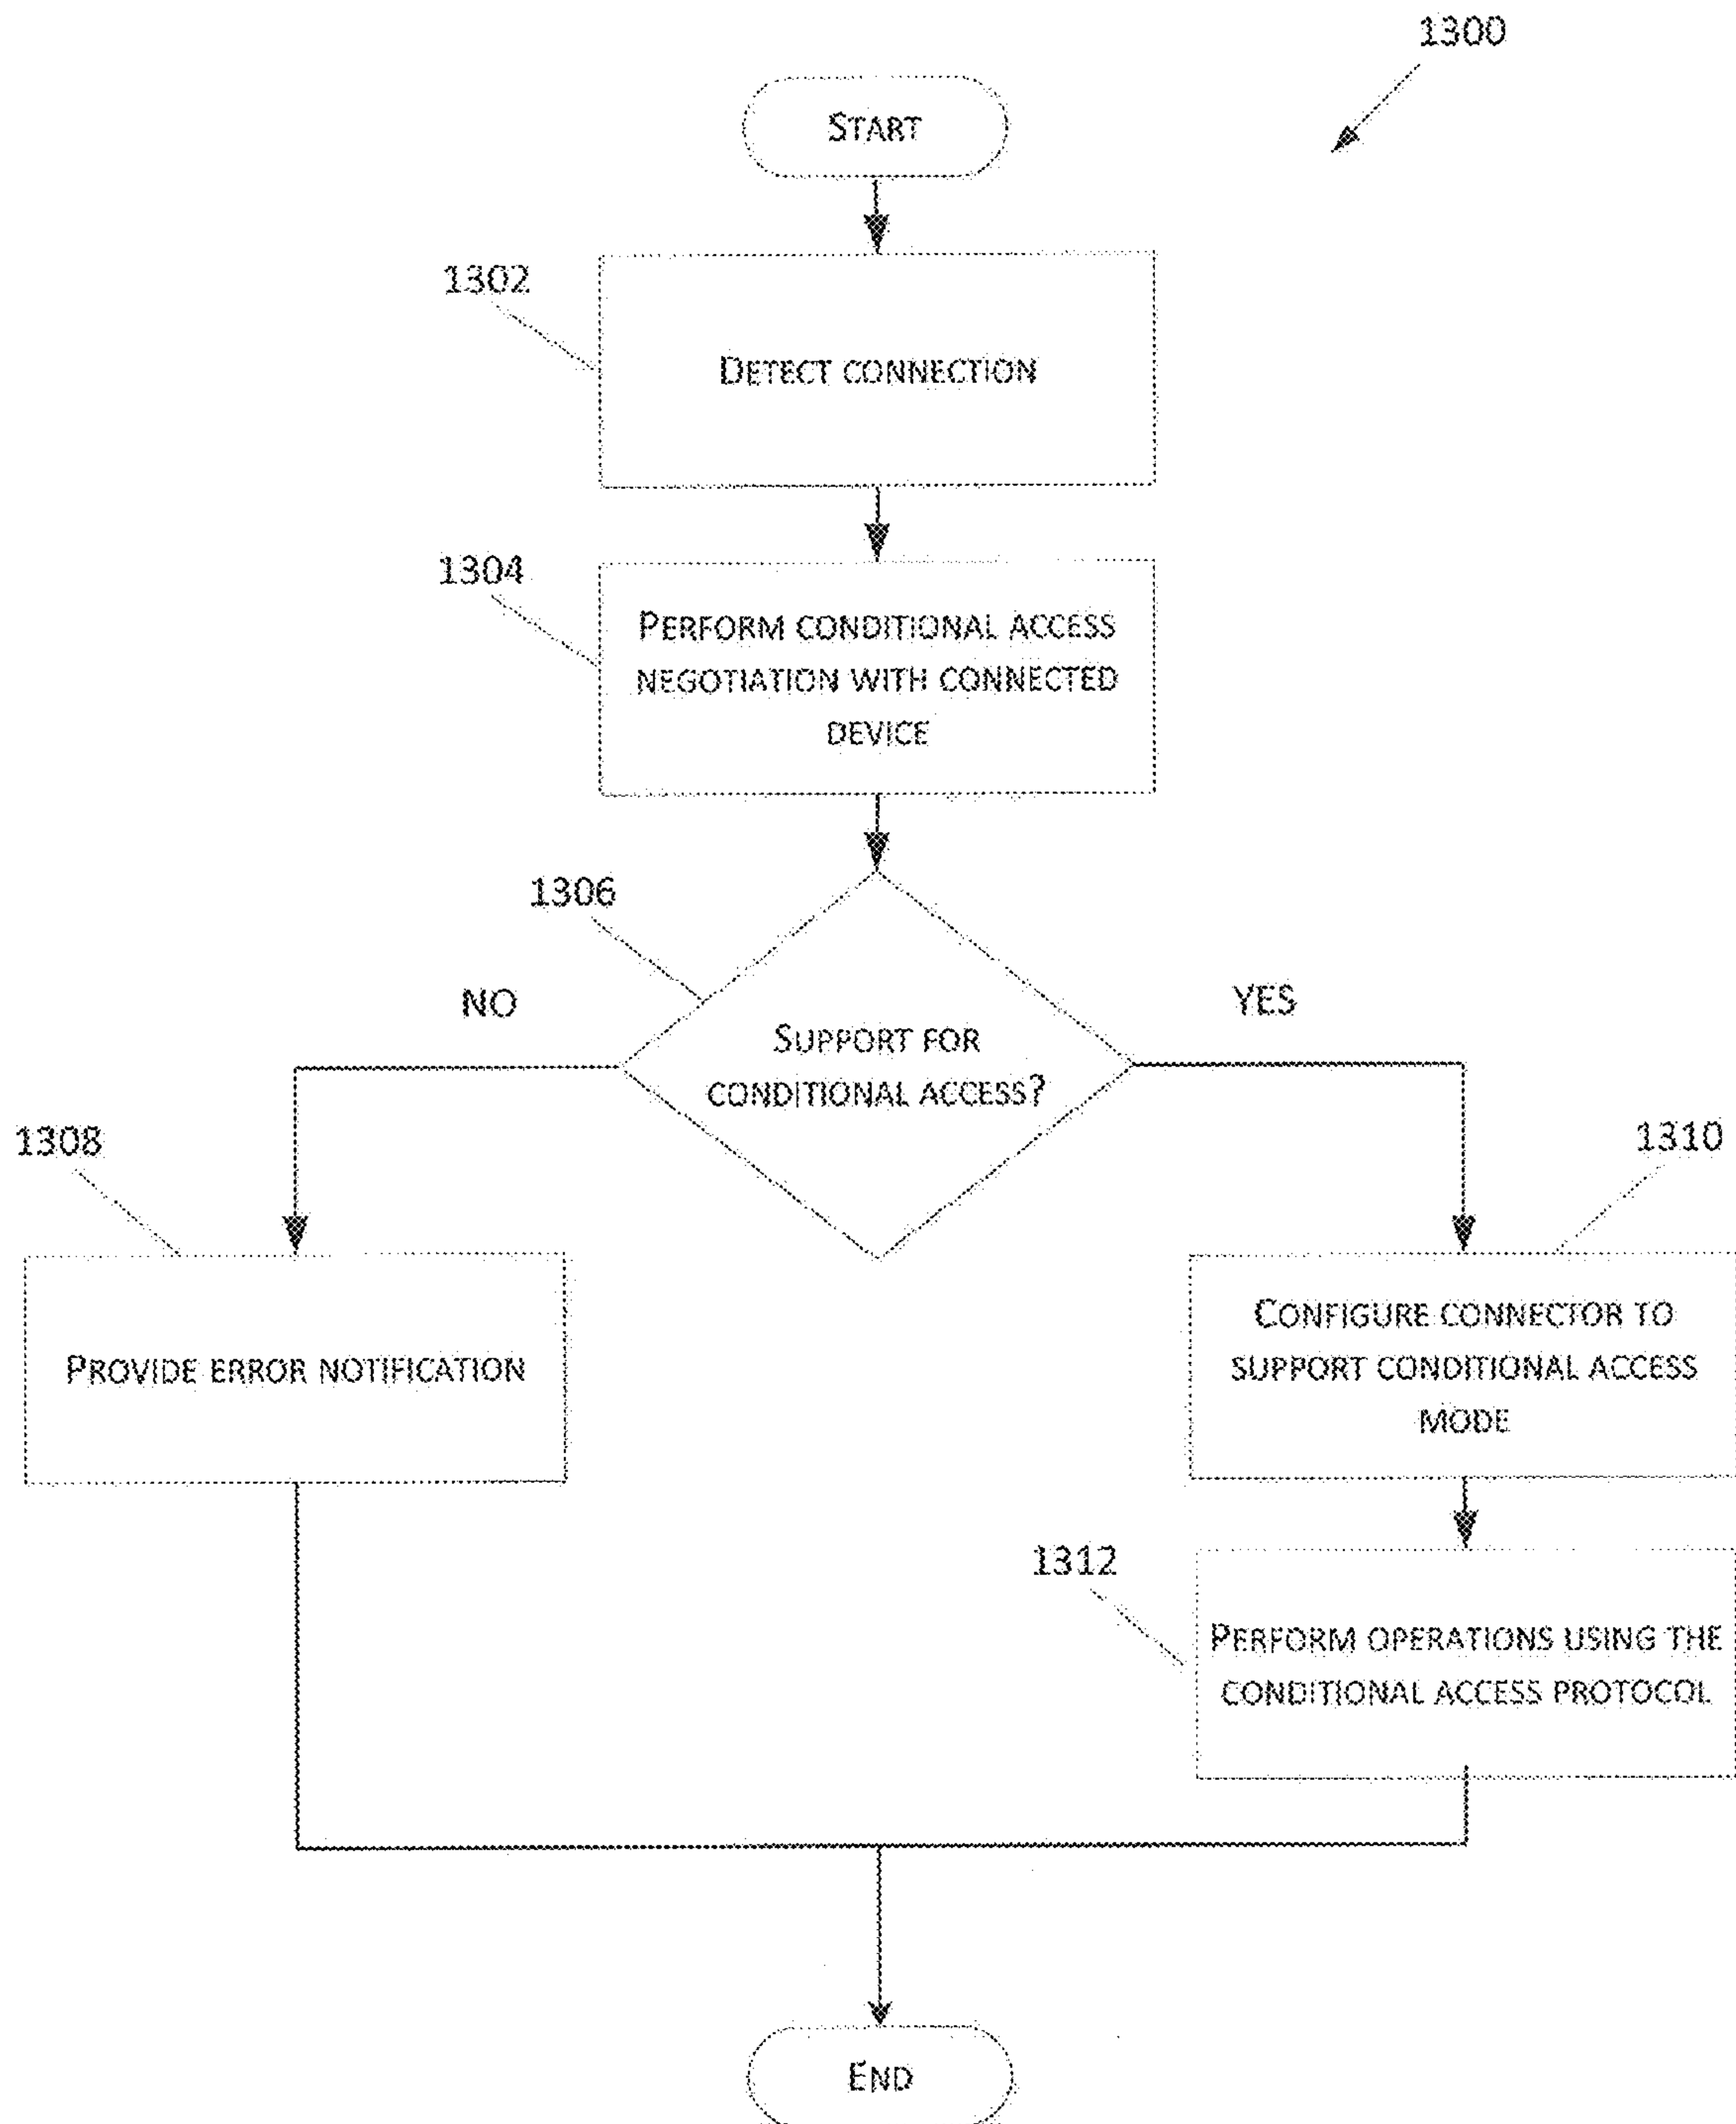 1300
START
1302
DETECT CONNECTION
1304
PERFORM CONDITIONAL ACCESS
NEGOTIATION WITH CONNECTED
DEVICE
1306
NO
YES
SUPPORT FOR
CONDITIONAL ACCESS?
1308
1310
PROVIDE ERROR NOTIFICATION
CONFIGURE CONNECTOR TO
SUPPORT CONDITIONAL ACCESS
MODE
1312
PERFORM OPERATIONS USING THE
CONDITIONAL ACCESS PROTOCOL
END